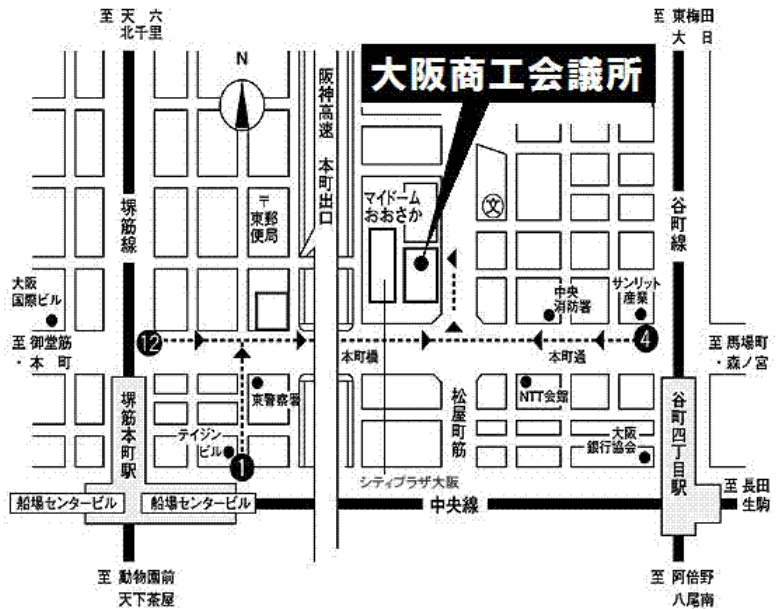 至 天 六
北千里
至 東梅田
大 日
N
大阪商工会議所
阪神高速 本町出口
堺筋線
谷町線
〒
東郵
便局
マイドーム
おおさか
文
大阪
国際ビル
中央
消防署
サンリット
産業
至 御堂筋
・本 町
12
4
至 馬場町
・森ノ宮
本町橋
本町通
東警察署
NTT会館
堺筋本町駅
松屋町筋
谷町四丁目駅
テイジン
ビル
1
大阪
銀行協会
シティプラザ大阪
船場センタービル
船場センタービル
中央線
至 長田
生駒
至 動物園前
天下茶屋
至 阿倍野
八尾南